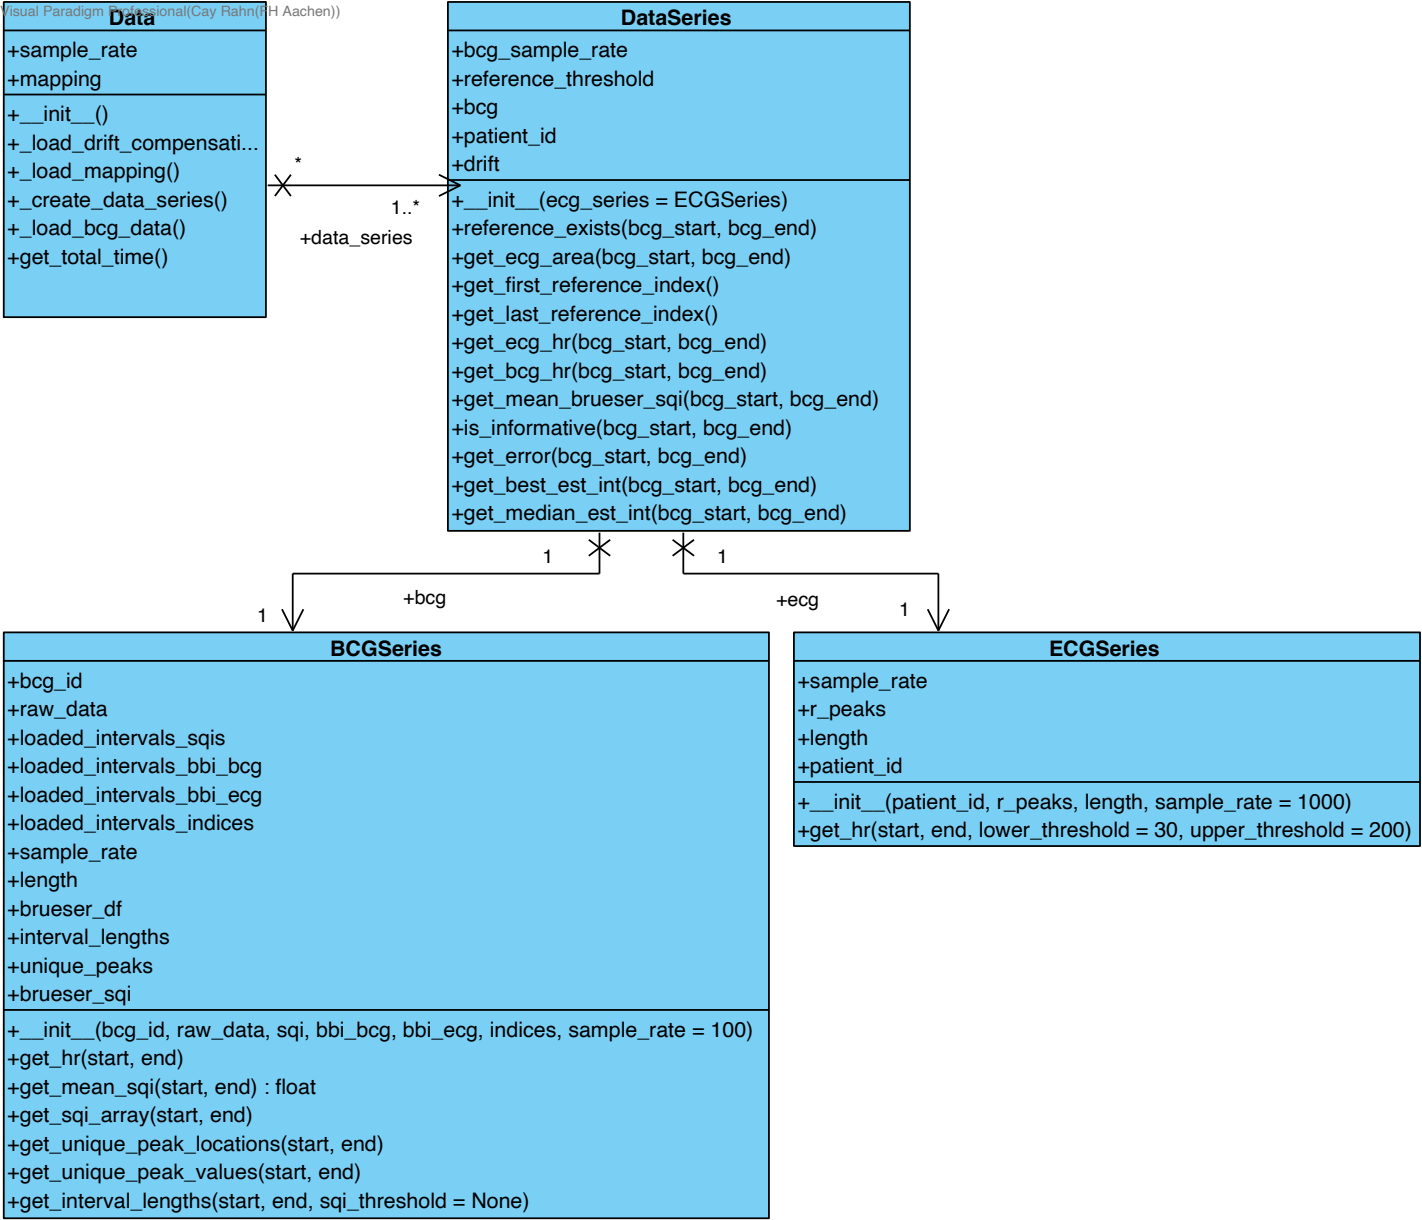 Visual Paradigm Professional(Cay Rahn(FH Aachen))
Data
+sample_rate
+mapping
+__init__()
+_load_drift_compensati...
+_load_mapping()
+_create_data_series()
+_load_bcg_data()
+get_total_time()
*
1..*
+data_series
DataSeries
+bcg_sample_rate
+reference_threshold
+bcg
+patient_id
+drift
+__init__(ecg_series = ECGSeries)
+reference_exists(bcg_start, bcg_end)
+get_ecg_area(bcg_start, bcg_end)
+get_first_reference_index()
+get_last_reference_index()
+get_ecg_hr(bcg_start, bcg_end)
+get_bcg_hr(bcg_start, bcg_end)
+get_mean_brueser_sqi(bcg_start, bcg_end)
+is_informative(bcg_start, bcg_end)
+get_error(bcg_start, bcg_end)
+get_best_est_int(bcg_start, bcg_end)
+get_median_est_int(bcg_start, bcg_end)
1
+bcg
1
1
+ecg
1
BCGSeries
+bcg_id
+raw_data
+loaded_intervals_sqis
+loaded_intervals_bbi_bcg
+loaded_intervals_bbi_ecg
+loaded_intervals_indices
+sample_rate
+length
+brueser_df
+interval_lengths
+unique_peaks
+brueser_sqi
+__init__(bcg_id, raw_data, sqi, bbi_bcg, bbi_ecg, indices, sample_rate = 100)
+get_hr(start, end)
+get_mean_sqi(start, end) : float
+get_sqi_array(start, end)
+get_unique_peak_locations(start, end)
+get_unique_peak_values(start, end)
+get_interval_lengths(start, end, sqi_threshold = None)
ECGSeries
+sample_rate
+r_peaks
+length
+patient_id
+__init__(patient_id, r_peaks, length, sample_rate = 1000)
+get_hr(start, end, lower_threshold = 30, upper_threshold = 200)